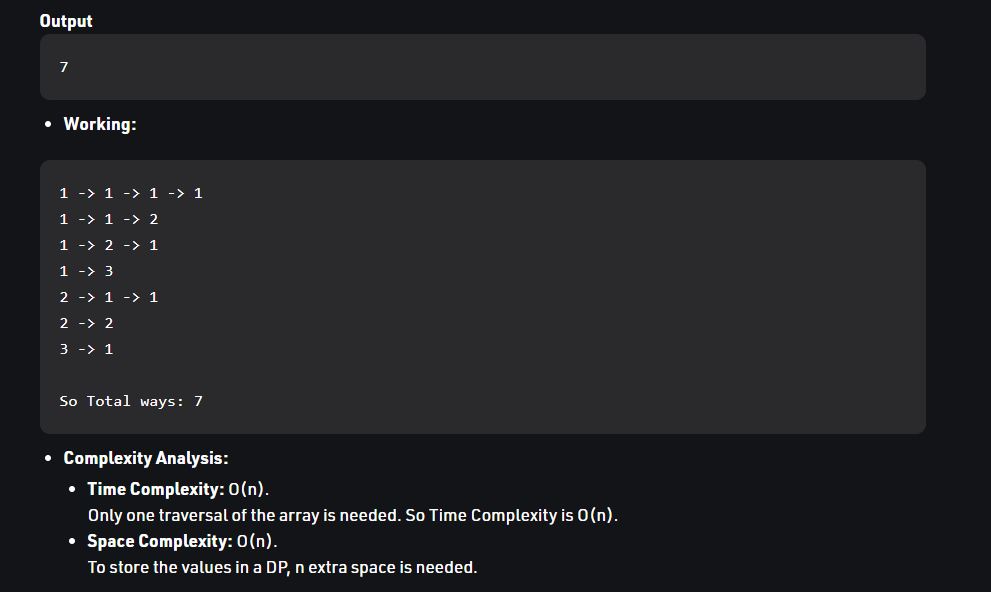 Output
7
• Working:
1 -> 1 -> 1 -> 1
1 -> 1 -> 2
1 -> 2 -> 1
1 -> 3
2 -> 1 -> 1
2 -> 2
3 -> 1
So Total ways: 7
• Complexity Analysis:
• Time Complexity: O(n).
Only one traversal of the array is needed. So Time Complexity is O(n).
• Space Complexity: O(n).
To store the values in a DP, n extra space is needed.